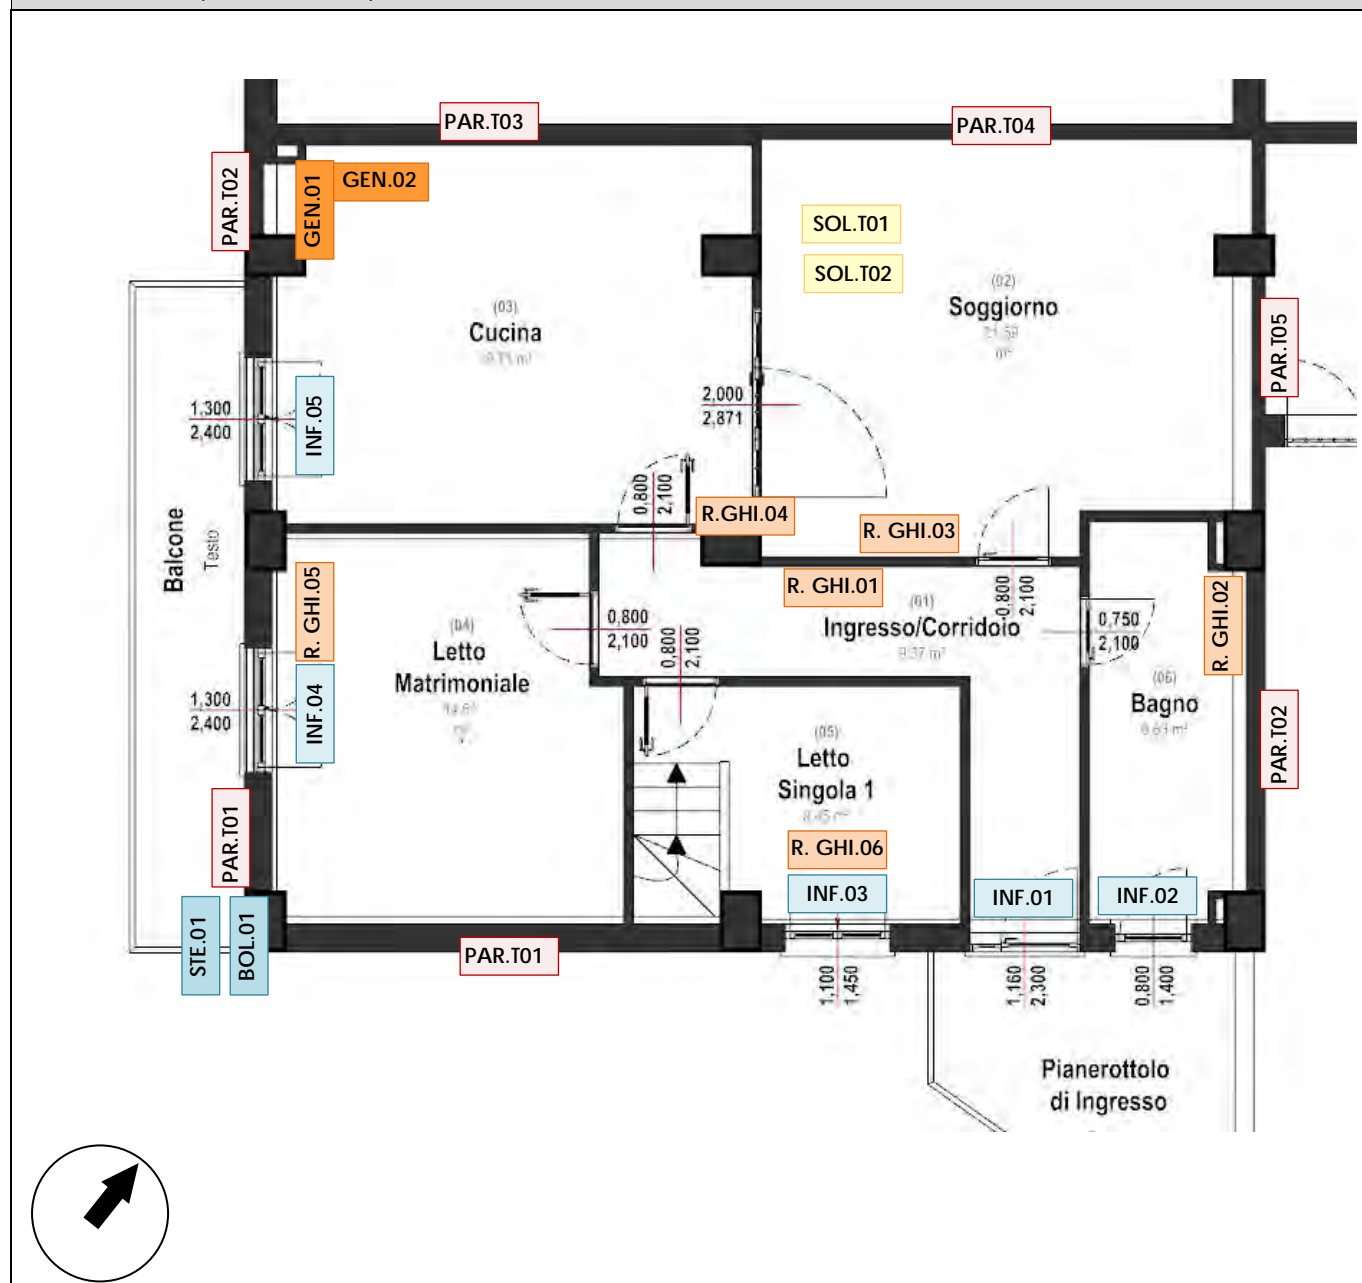 PAR.T03
PAR.T04
PAR.T02
GEN.01
GEN.02
SOL.T01
SOL.T02
(03)
Cucina
(02)
Soggiorno
m²
PAR.T05
1,300
2,400
INF.05
2,000
2,871
0,800
2,100
R.GHI.04
R. GHI.03
Balcone
Testo
R. GHI.05
R. GHI.01
(01)
Ingresso/Corridoio
9.37 m²
0,800
2,100
0,750
2,100
R. GHI.02
(04)
Letto
Matrimoniale
m²
0,800
2,100
0,800
2,100
1,300
2,400
INF.04
(06)
Bagno
PAR.T02
(05)
Letto
Singola 1
PAR.T01
R. GHI.06
INF.03
INF.01
INF.02
STE.01
BOL.01
PAR.T01
1,100
1,450
1,160
2,300
0,800
1,400
Pianerottolo
di Ingresso